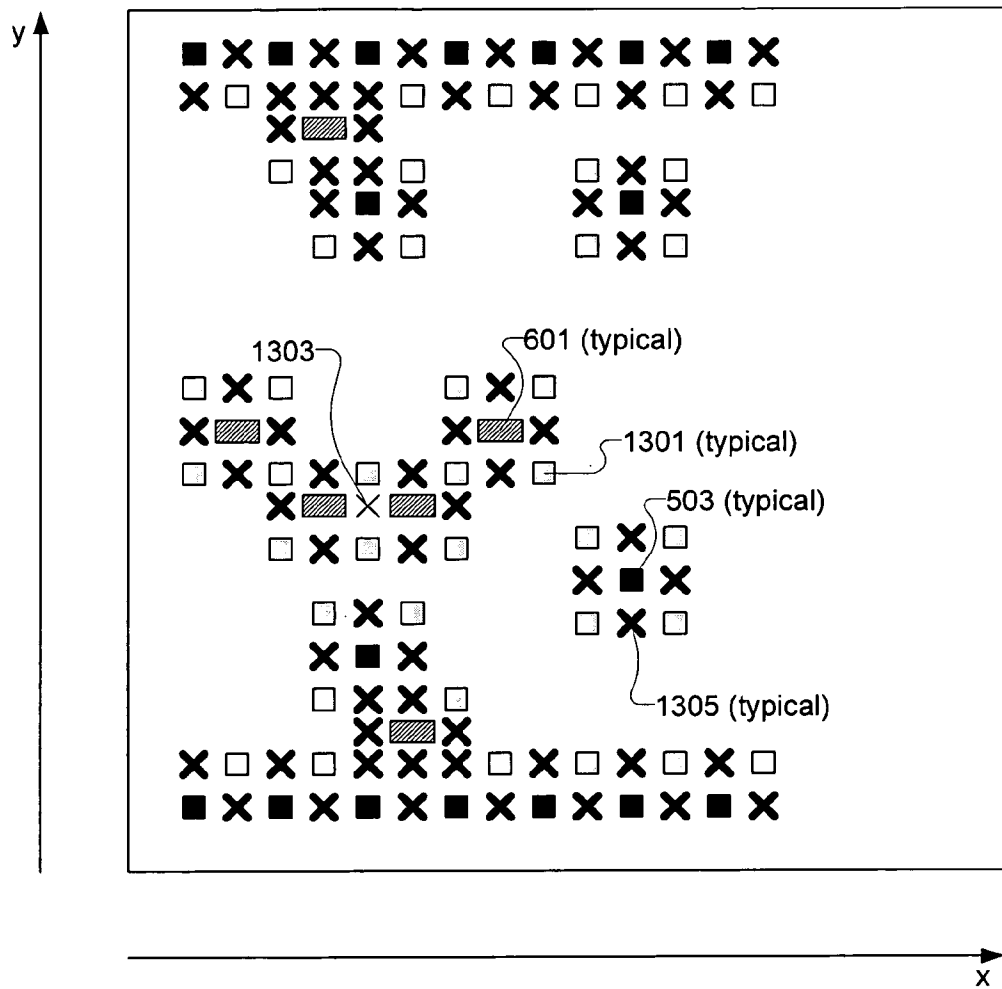 y
1303
601 (typical)
1301 (typical)
503 (typical)
1305 (typical)
x